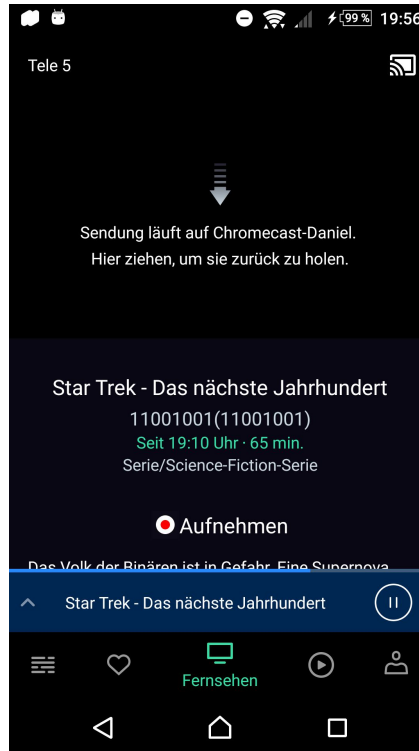 99 % 19:56
Tele 5
Sendung läuft auf Chromecast-Daniel.
Hier ziehen, um sie zurück zu holen.
Star Trek - Das nächste Jahrhundert
11001001(11001001)
Seit 19:10 Uhr · 65 min.
Serie/Science-Fiction-Serie
Aufnehmen
Das Volk der Binären ist in Gefahr. Eine Supernova
Star Trek - Das nächste Jahrhundert
Fernsehen